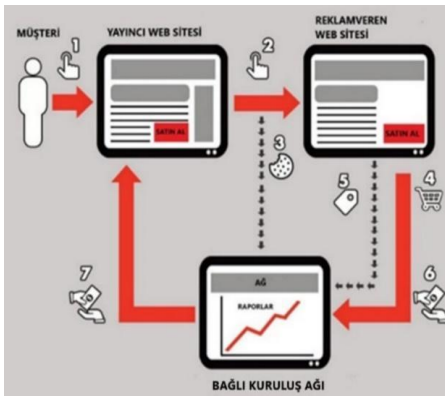 MÜŞTERİ
YAYINCI WEB SİTESİ
REKLAMVEREN
WEB SİTESİ
1
2
SATIN AL
SATIN AL
3
5
4
AĞ
RAPORLAR
7
6
BAĞLI KURULUŞ AĞI